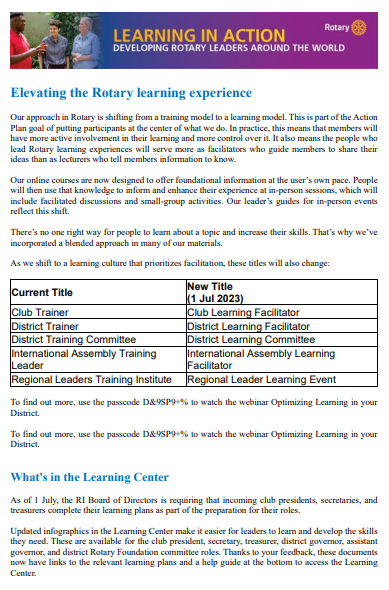 LEARNING IN ACTION
DEVELOPING ROTARY LEADERS AROUND THE WORLD
Rotary
Elevating the Rotary learning experience
Our approach in Rotary is shifting from a training model to a learning model. This is part of the Action
Plan goal of putting participants at the center of what we do. In practice, this means that members will
have more active involvement in their learning and more control over it. It also means the people who
lead Rotary learning experiences will serve more as facilitators who guide members to share their
ideas than as lecturers who tell members information to know.
Our online courses are now designed to offer foundational information at the user's own pace. People
will then use that knowledge to inform and enhance their experience at in-person sessions, which will
include facilitated discussions and small-group activities. Our leader's guides for in-person events
reflect this shift.
There's no one right way for people to learn about a topic and increase their skills. That's why we've
incorporated a blended approach in many of our materials.
As we shift to a learning culture that prioritizes facilitation, these titles will also change:
Current Title
New Title
(1 Jul 2023)
Club Trainer
Club Learning Facilitator
District Trainer
District Learning Facilitator
District Training Committee
District Learning Committee
International Assembly Training
Leader
International Assembly Learning
Facilitator
Regional Leaders Training Institute
Regional Leader Learning Event
To find out more, use the passcode D&9SP9+% to watch the webinar Optimizing Learning in your
District.
To find out more, use the passcode D&9SP9+% to watch the webinar Optimizing Learning in your
District.
What's in the Learning Center
As of 1 July, the RI Board of Directors is requiring that incoming club presidents, secretaries, and
treasurers complete their learning plans as part of the preparation for their roles.
Updated infographics in the Learning Center make it easier for leaders to learn and develop the skills
they need. These are available for the club president, secretary, treasurer, district governor, assistant
governor, and district Rotary Foundation committee roles. Thanks to your feedback, these documents
now have links to the relevant learning plans and a help guide at the bottom to access the Learning
Center.